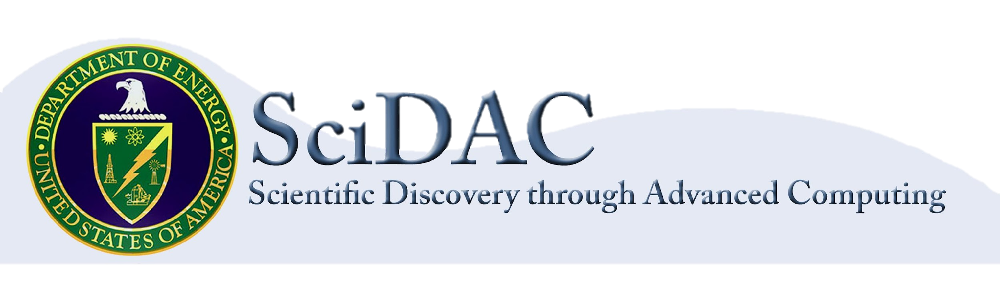 DEPARTMENT OF ENERGY
UNITED STATES OF AMERICA
SciDAC
Scientific Discovery through Advanced Computing